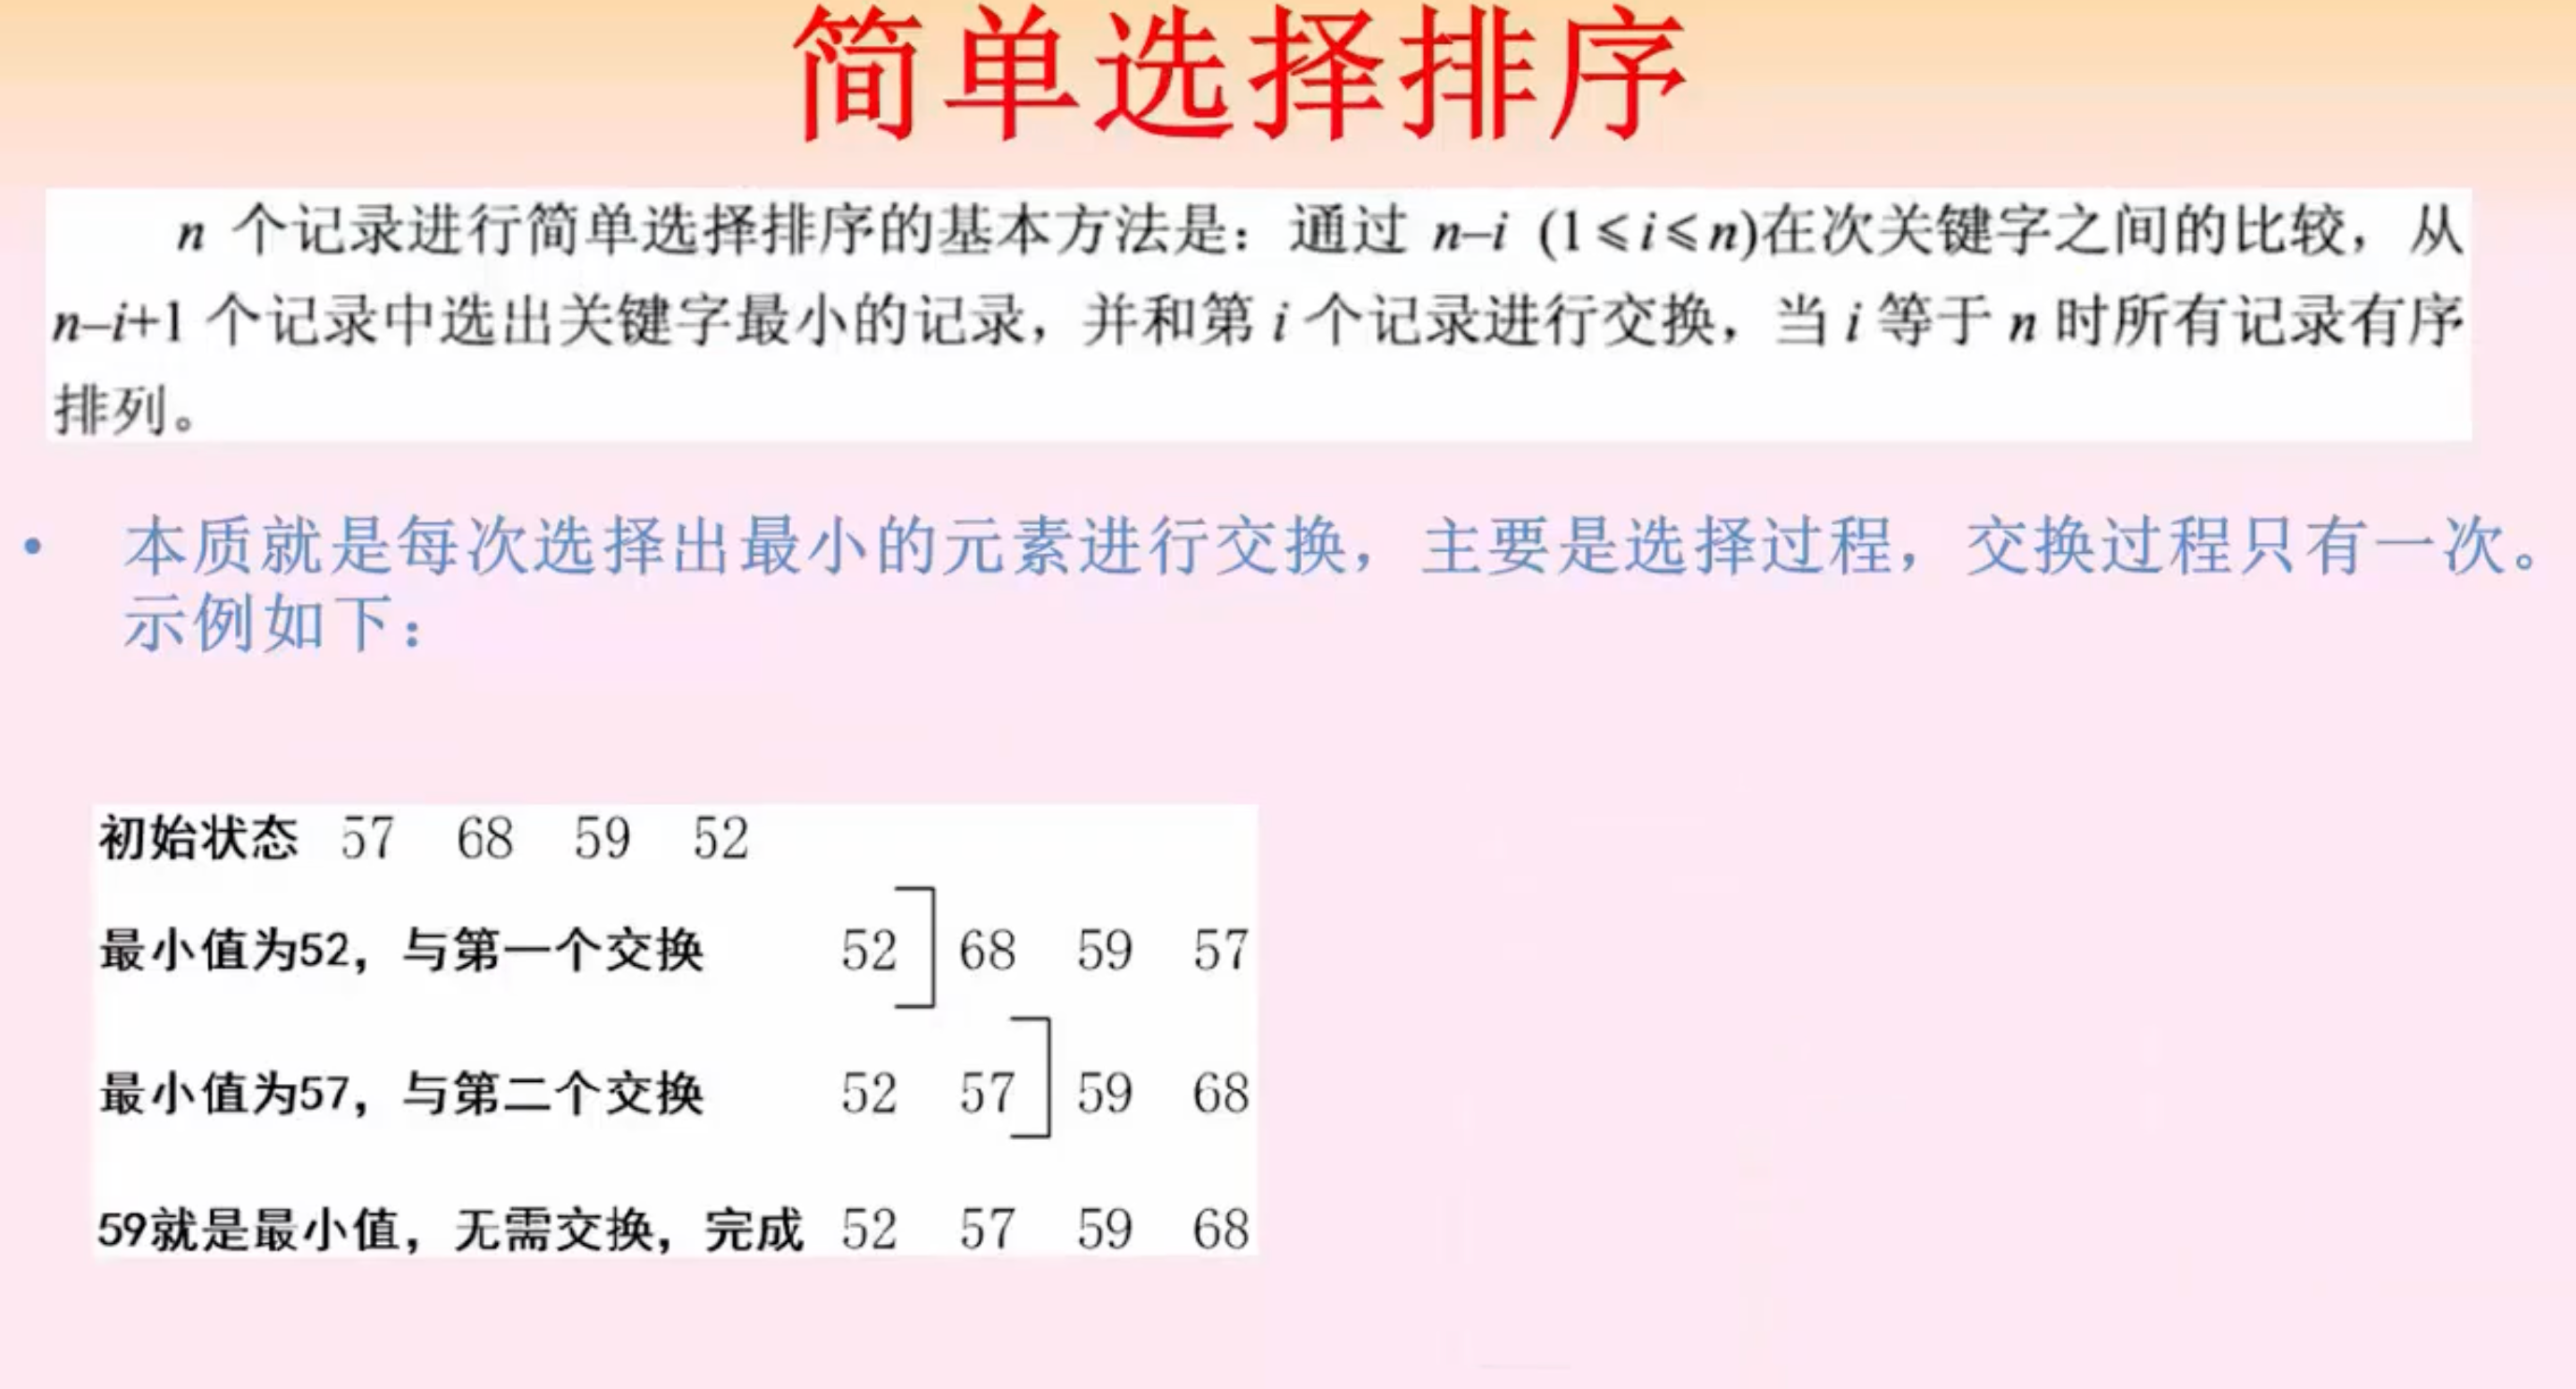 简单选择排序
n 个记录进行简单选择排序的基本方法是：通过 n–i (1≤i≤n)在次关键字之间的比较，从
n–i+1 个记录中选出关键字最小的记录，并和第 i 个记录进行交换，当 i 等于 n 时所有记录有序
排列。
• 本质就是每次选择出最小的元素进行交换，主要是选择过程，交换过程只有一次。
示例如下：
初始状态 57 68 59 52
最小值为52，与第一个交换 52] 68 59 57
最小值为57，与第二个交换 52 57] 59 68
59就是最小值，无需交换，完成 52 57 59 68